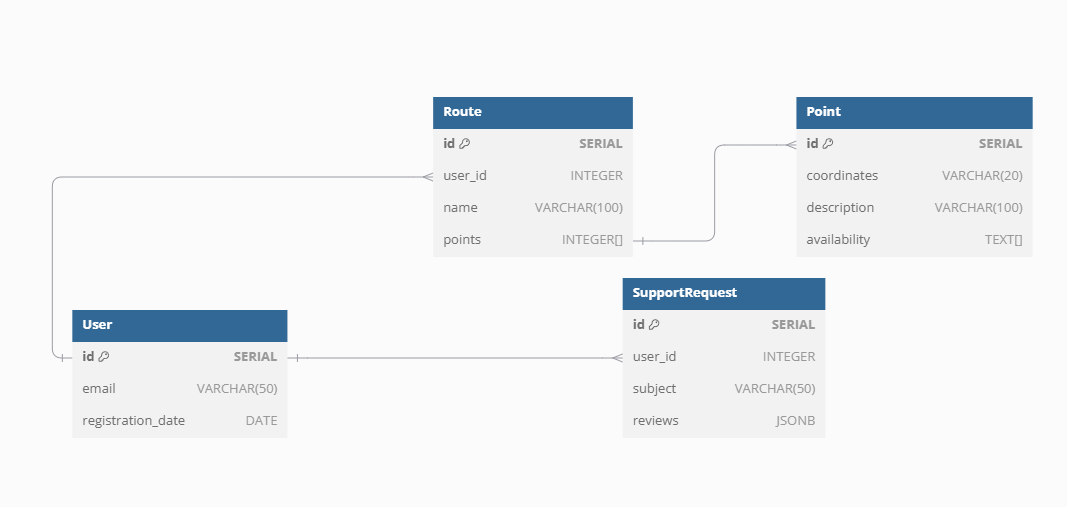 Route
id SERIAL
user_id INTEGER
name VARCHAR(100)
points INTEGER[]
Point
id SERIAL
coordinates VARCHAR(20)
description VARCHAR(100)
availability TEXT[]
User
id SERIAL
email VARCHAR(50)
registration_date DATE
SupportRequest
id SERIAL
user_id INTEGER
subject VARCHAR(50)
reviews JSONB